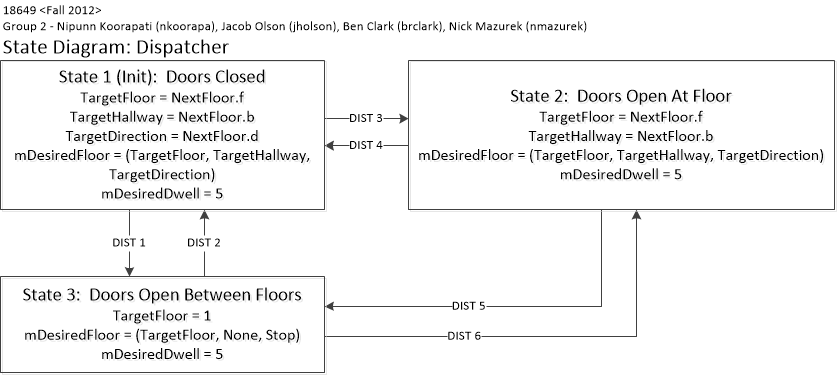 18649 <Fall 2012>
Group 2 - Nipunn Koorapati (nkoorapa), Jacob Olson (jholson), Ben Clark (brclark), Nick Mazurek (nmazurek)
State Diagram: Dispatcher
State 1 (Init):  Doors Closed
TargetFloor = NextFloor.f
TargetHallway = NextFloor.b
TargetDirection = NextFloor.d
mDesiredFloor = (TargetFloor, TargetHallway,
TargetDirection)
mDesiredDwell = 5
DIST 3
DIST 4
State 2:  Doors Open At Floor
TargetFloor = NextFloor.f
TargetHallway = NextFloor.b
mDesiredFloor = (TargetFloor, TargetHallway, TargetDirection)
mDesiredDwell = 5
DIST 1
DIST 2
State 3:  Doors Open Between Floors
TargetFloor = 1
mDesiredFloor = (TargetFloor, None, Stop)
mDesiredDwell = 5
DIST 5
DIST 6